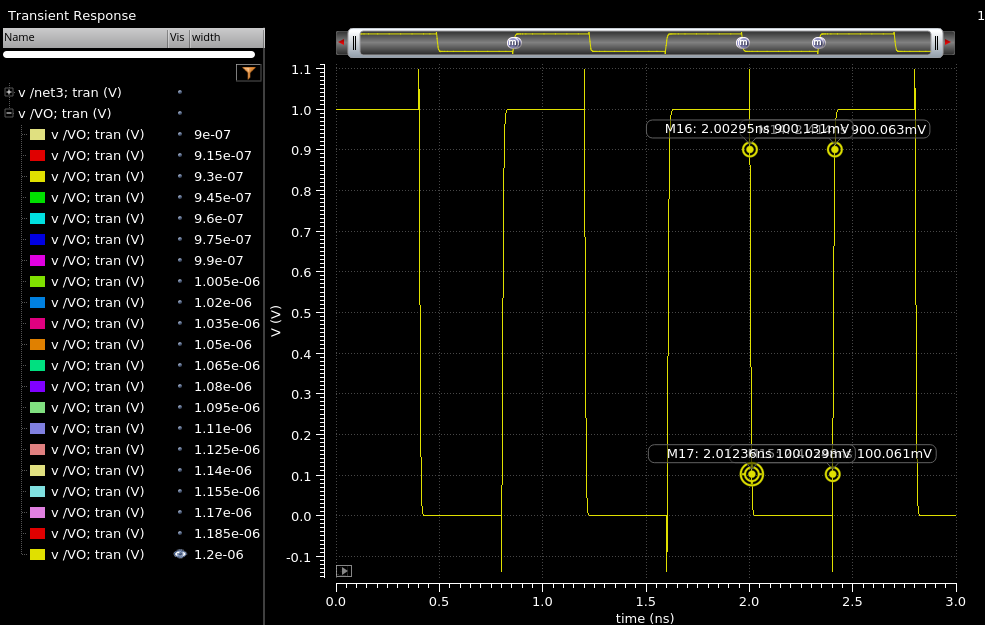 Transient Response
1
Name Vis width
v /net3; tran (V)
v /VO; tran (V)
v /VO; tran (V) 9e-07
v /VO; tran (V) 9.15e-07
v /VO; tran (V) 9.3e-07
v /VO; tran (V) 9.45e-07
v /VO; tran (V) 9.6e-07
v /VO; tran (V) 9.75e-07
v /VO; tran (V) 9.9e-07
v /VO; tran (V) 1.005e-06
v /VO; tran (V) 1.02e-06
v /VO; tran (V) 1.035e-06
v /VO; tran (V) 1.05e-06
v /VO; tran (V) 1.065e-06
v /VO; tran (V) 1.08e-06
v /VO; tran (V) 1.095e-06
v /VO; tran (V) 1.11e-06
v /VO; tran (V) 1.125e-06
v /VO; tran (V) 1.14e-06
v /VO; tran (V) 1.155e-06
v /VO; tran (V) 1.17e-06
v /VO; tran (V) 1.185e-06
v /VO; tran (V) 1.2e-06
m m m
1.1
1.0
0.9
0.8
0.7
0.6
0.5
0.4
0.3
0.2
0.1
0.0
-0.1
V (V)
M16: 2.00295ns 900.131mV 900.063mV
M17: 2.01236ns 100.029mV 100.061mV
0.0 0.5 1.0 1.5 2.0 2.5 3.0
time (ns)